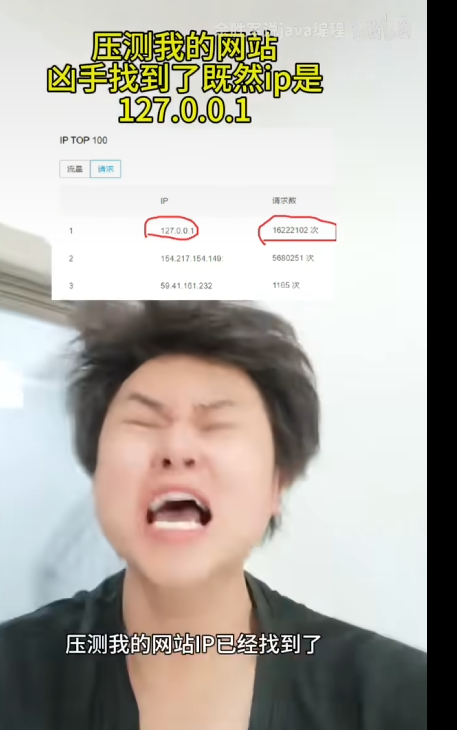 压测我的网站
凶手找到了既然ip是
127.0.0.1
IP TOP 100
流量 请求
IP 请求数
1 127.0.0.1 16222102 次
2 154.217.154.149: 5680251 次
3 59.41.161.232 1165 次
压测我的网站IP已经找到了